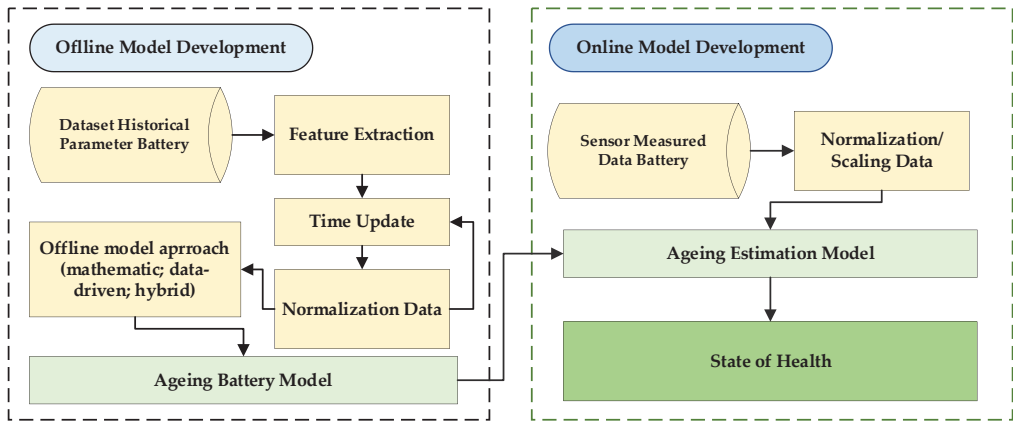 Oflline Model Development
Dataset Historical
Parameter Battery
Feature Extraction
Time Update
Offline model aprroach
(mathematic; data-
driven; hybrid)
Normalization Data
Ageing Battery Model
Online Model Development
Sensor Measured
Data Battery
Normalization/
Scaling Data
Ageing Estimation Model
State of Health